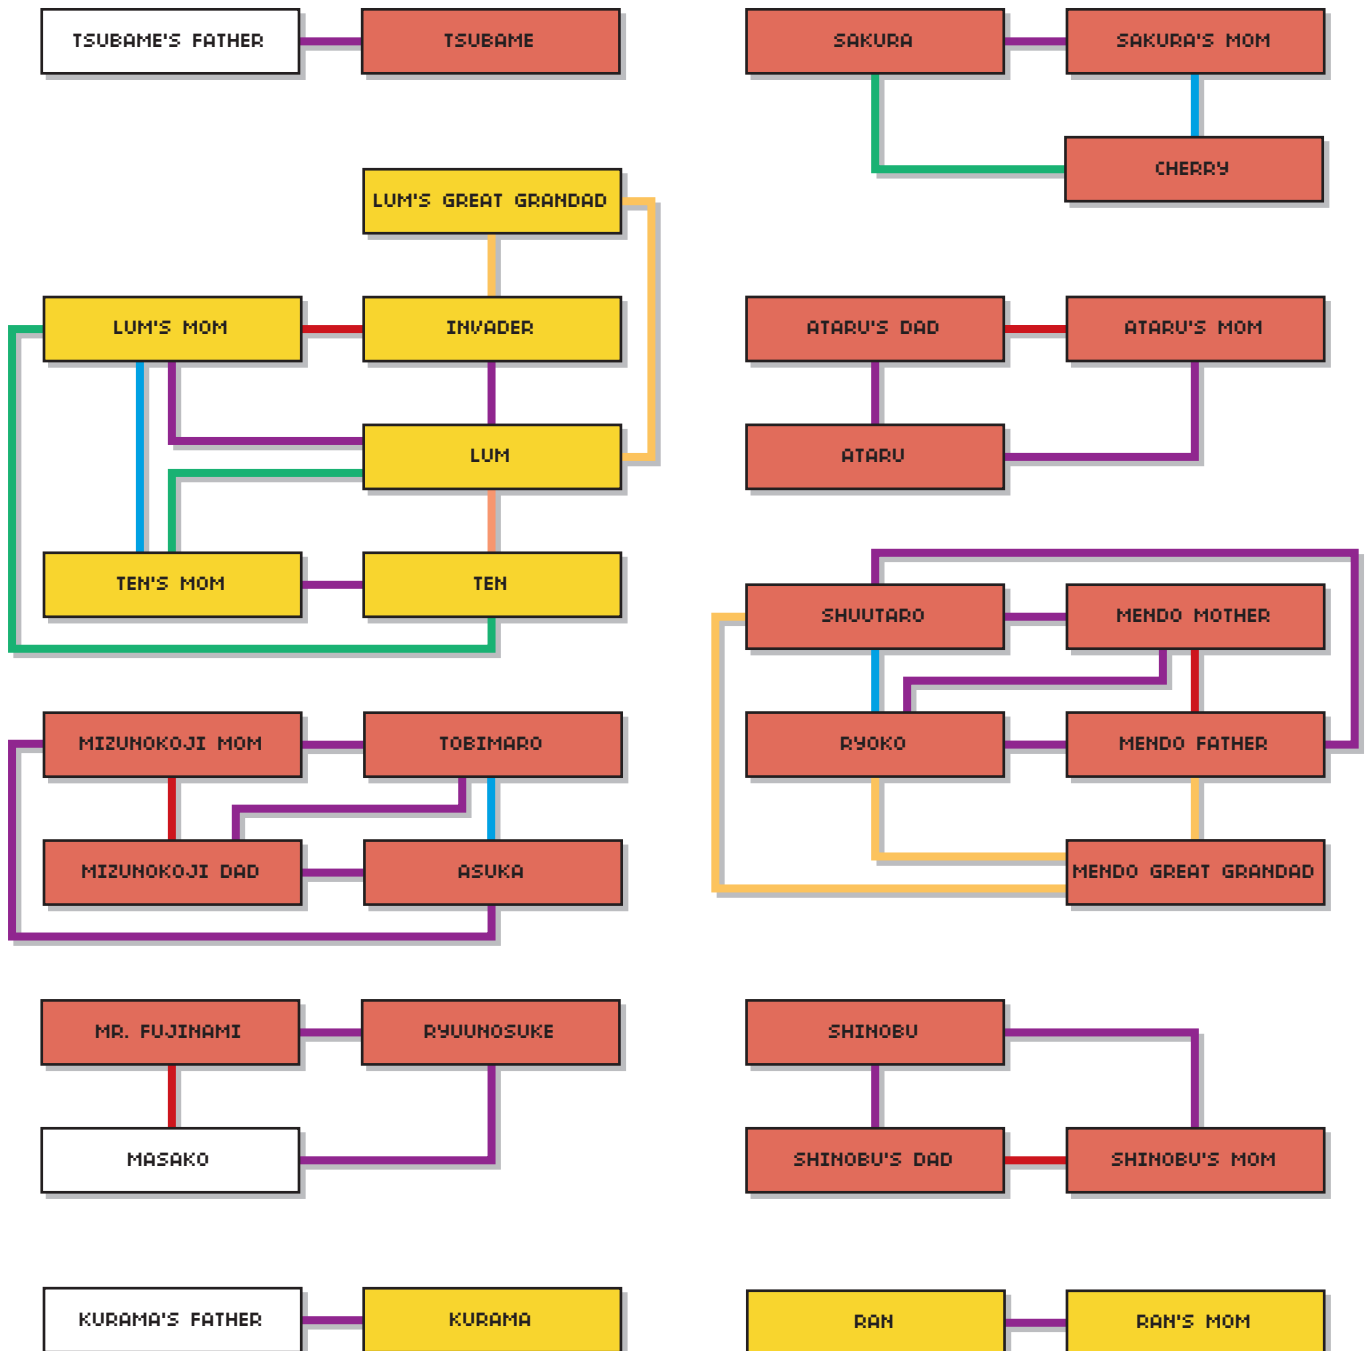 TSUBAME'S FATHER
TSUBAME
SAKURA
SAKURA'S MOM
CHERRY
LUM'S GREAT GRANDAD
LUM'S MOM
INVADER
ATARU'S DAD
ATARU'S MOM
LUM
ATARU
TEN'S MOM
TEN
SHUUTARO
MENDO MOTHER
MIZUNOKOJI MOM
TOBIMARO
RYOKO
MENDO FATHER
MIZUNOKOJI DAD
ASUKA
MENDO GREAT GRANDAD
MR. FUJINAMI
RYUUNOSUKE
SHINOBU
MASAKO
SHINOBU'S DAD
SHINOBU'S MOM
KURAMA'S FATHER
KURAMA
RAN
RAN'S MOM